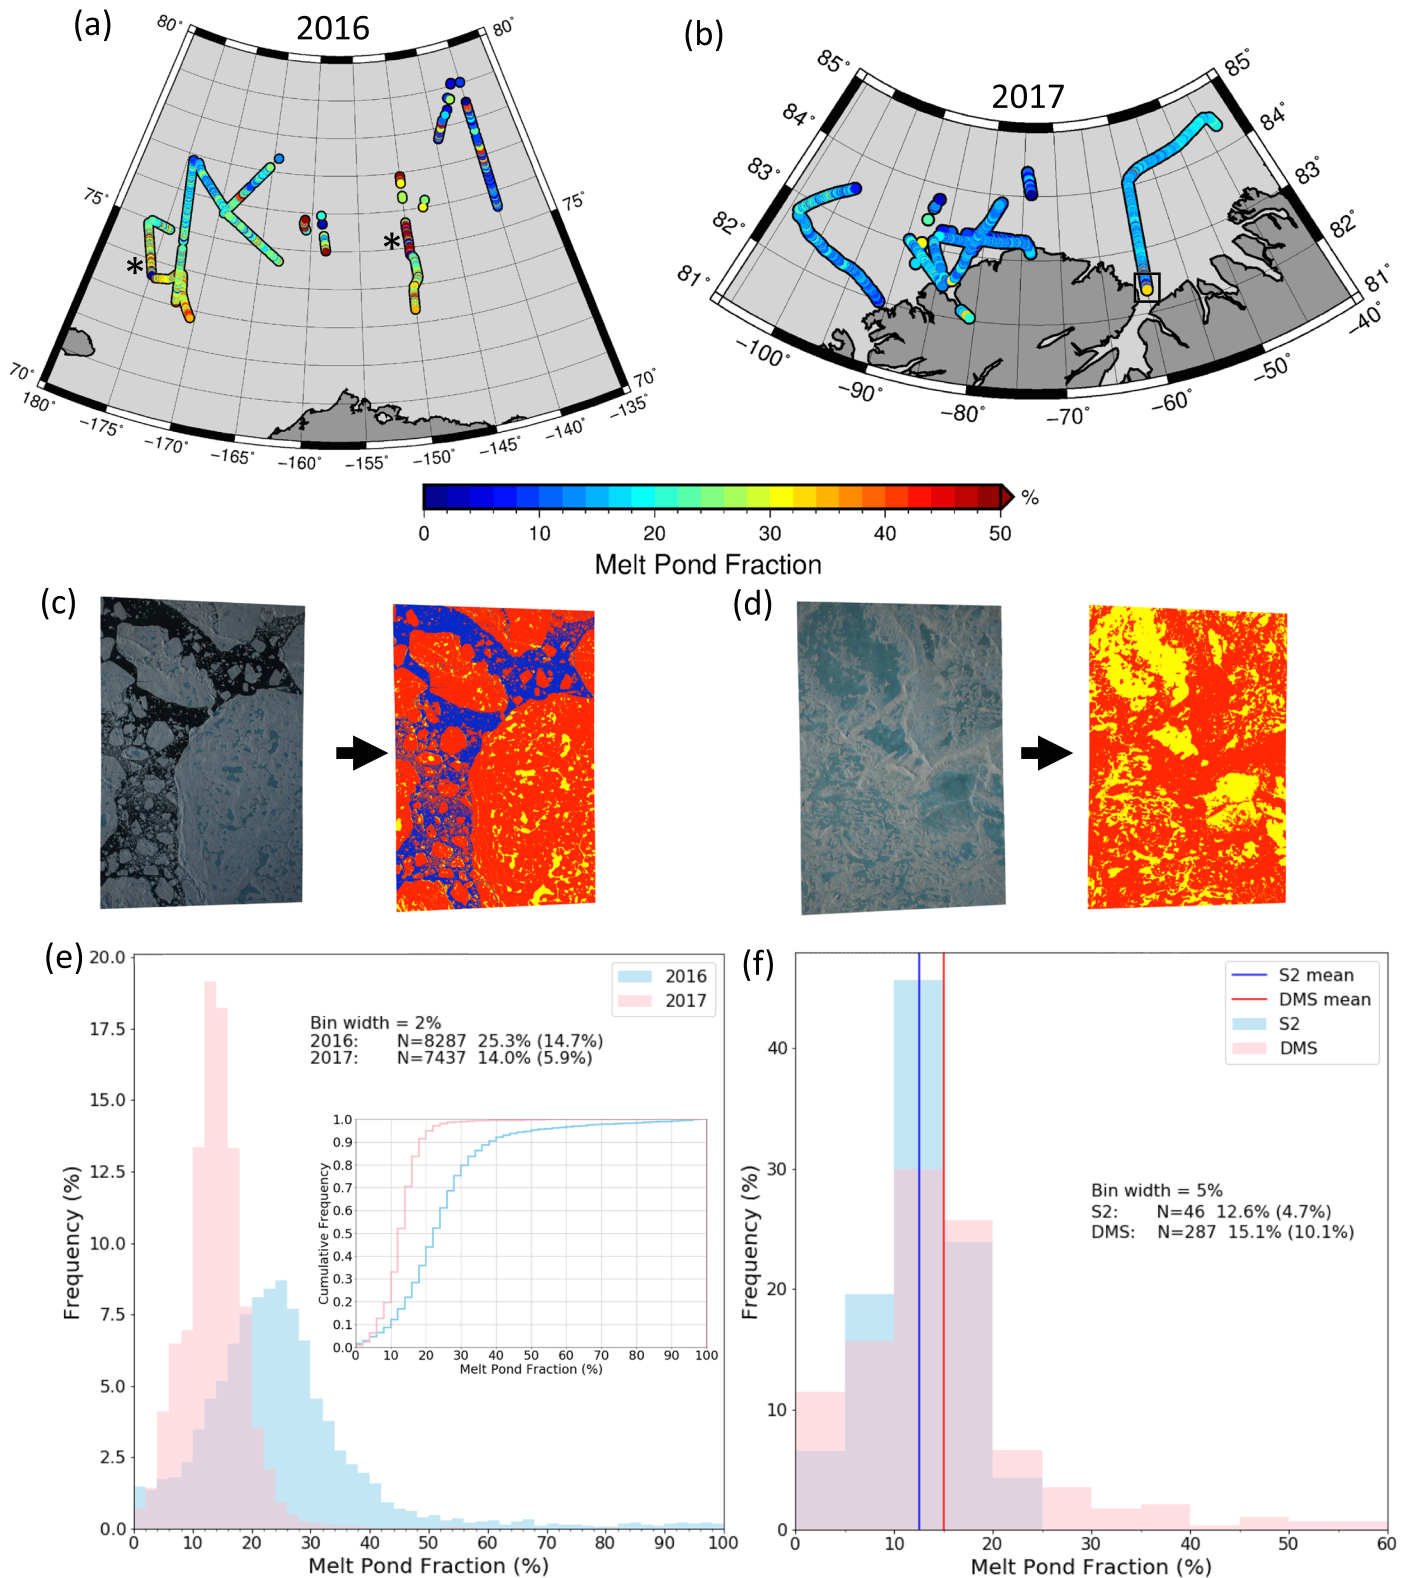 (a)
2016
80°
80°
75°
75°
*
*
70°
70°
180°
−175°
−170°
−165°
−160°
−155°
−150°
−145°
−140°
−135°
(b)
2017
85°
85°
84°
84°
83°
83°
82°
82°
81°
81°
−100°
−90°
−80°
−70°
−60°
−50°
−40°
%
0 10 20 30 40 50
Melt Pond Fraction
(c)
(d)
(e)
2016
2017
Bin width = 2%
2016: N=8287 25.3% (14.7%)
2017: N=7437 14.0% (5.9%)
20.0
17.5
15.0
12.5
10.0
7.5
5.0
2.5
0.0
Frequency (%)
0 10 20 30 40 50 60 70 80 90 100
Melt Pond Fraction (%)
1.0
0.9
0.8
0.7
0.6
0.5
0.4
0.3
0.2
0.1
0.0
Cumulative Frequency
0 10 20 30 40 50 60 70 80 90 100
Melt Pond Fraction (%)
(f)
S2 mean
DMS mean
S2
DMS
Bin width = 5%
S2: N=46 12.6% (4.7%)
DMS: N=287 15.1% (10.1%)
40
30
20
10
0
Frequency (%)
0 10 20 30 40 50 60
Melt Pond Fraction (%)